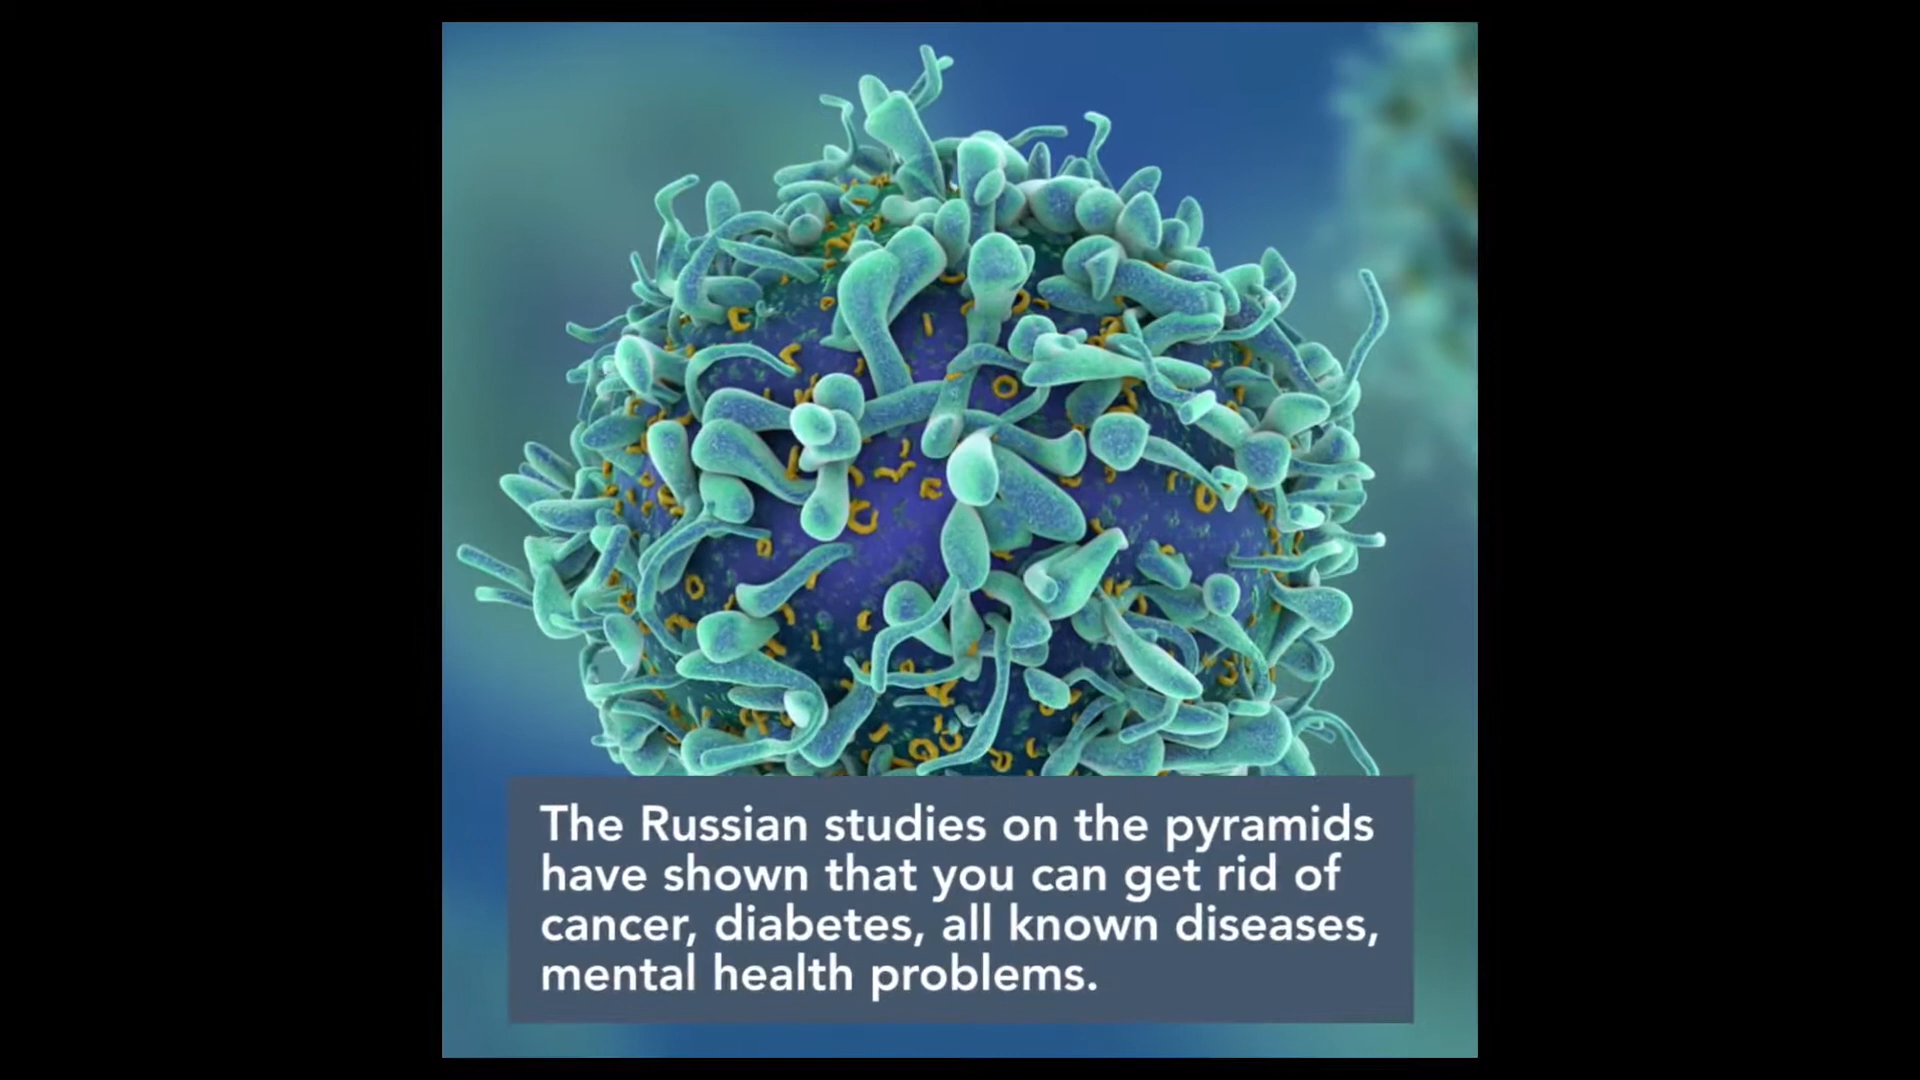 The Russian studies on the pyramids
have shown that you can get rid of
cancer, diabetes, all known diseases,
mental health problems.